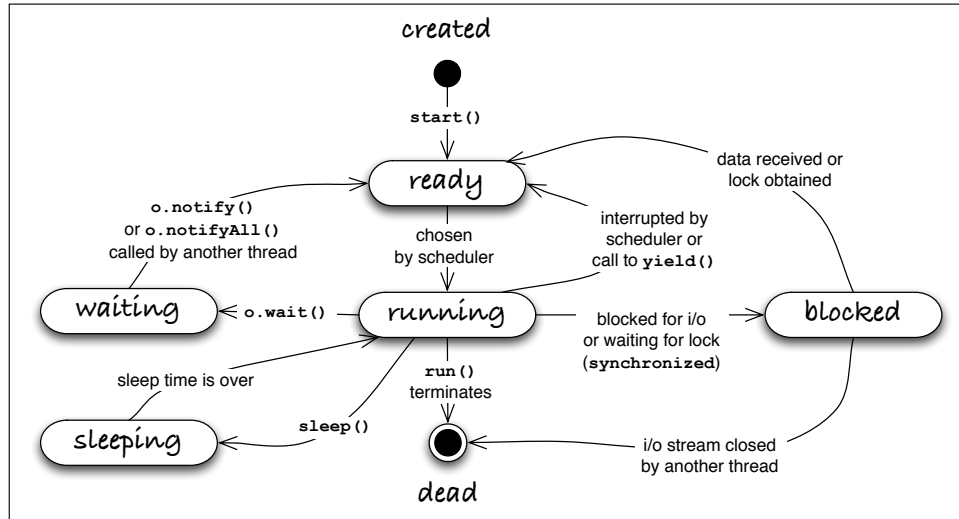 created
start()
ready
data received or
lock obtained
o.notify()
or o.notifyAll()
called by another thread
chosen
by scheduler
interrupted by
scheduler or
call to yield()
waiting
o.wait()
running
blocked for i/o
or waiting for lock
(synchronized)
blocked
sleep time is over
run()
terminates
sleeping
sleep()
i/o stream closed
by another thread
dead